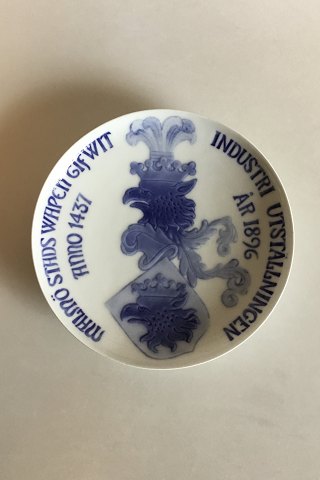 MALMÖ STADS WAPEN GIFWIT
ANNO 1437
INDUSTRI UTSTÄLLNINGEN
ÅR 1896